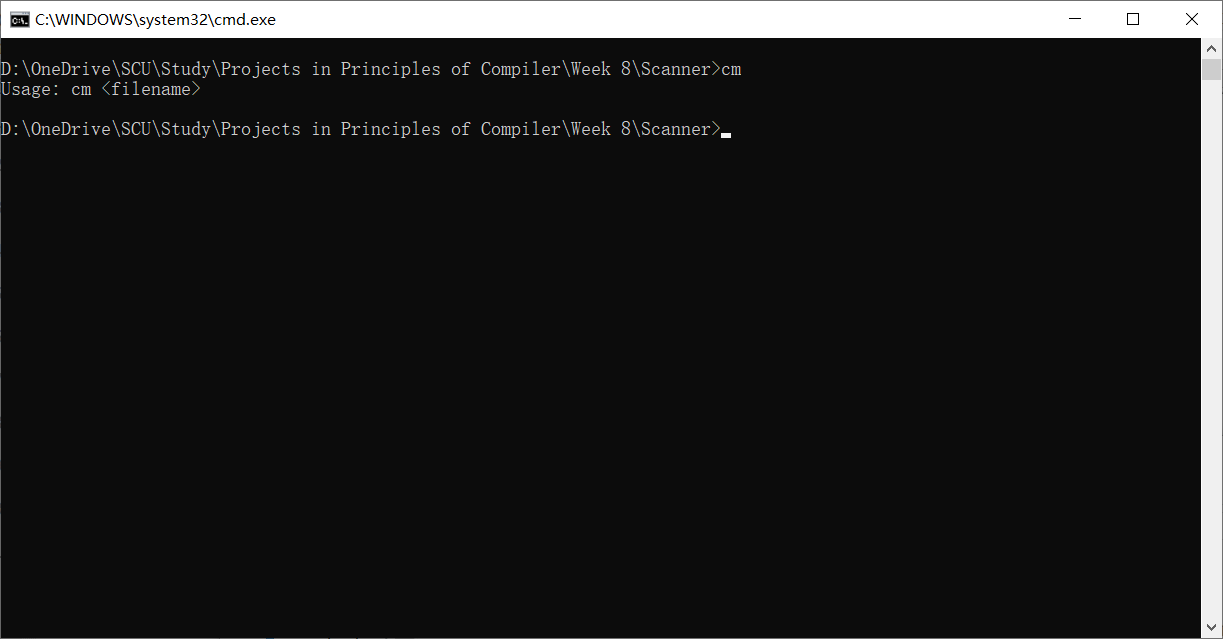 C:\WINDOWS\system32\cmd.exe
D:\OneDrive\SCU\Study\Projects in Principles of Compiler\Week 8\Scanner>cm
Usage: cm <filename>
D:\OneDrive\SCU\Study\Projects in Principles of Compiler\Week 8\Scanner>